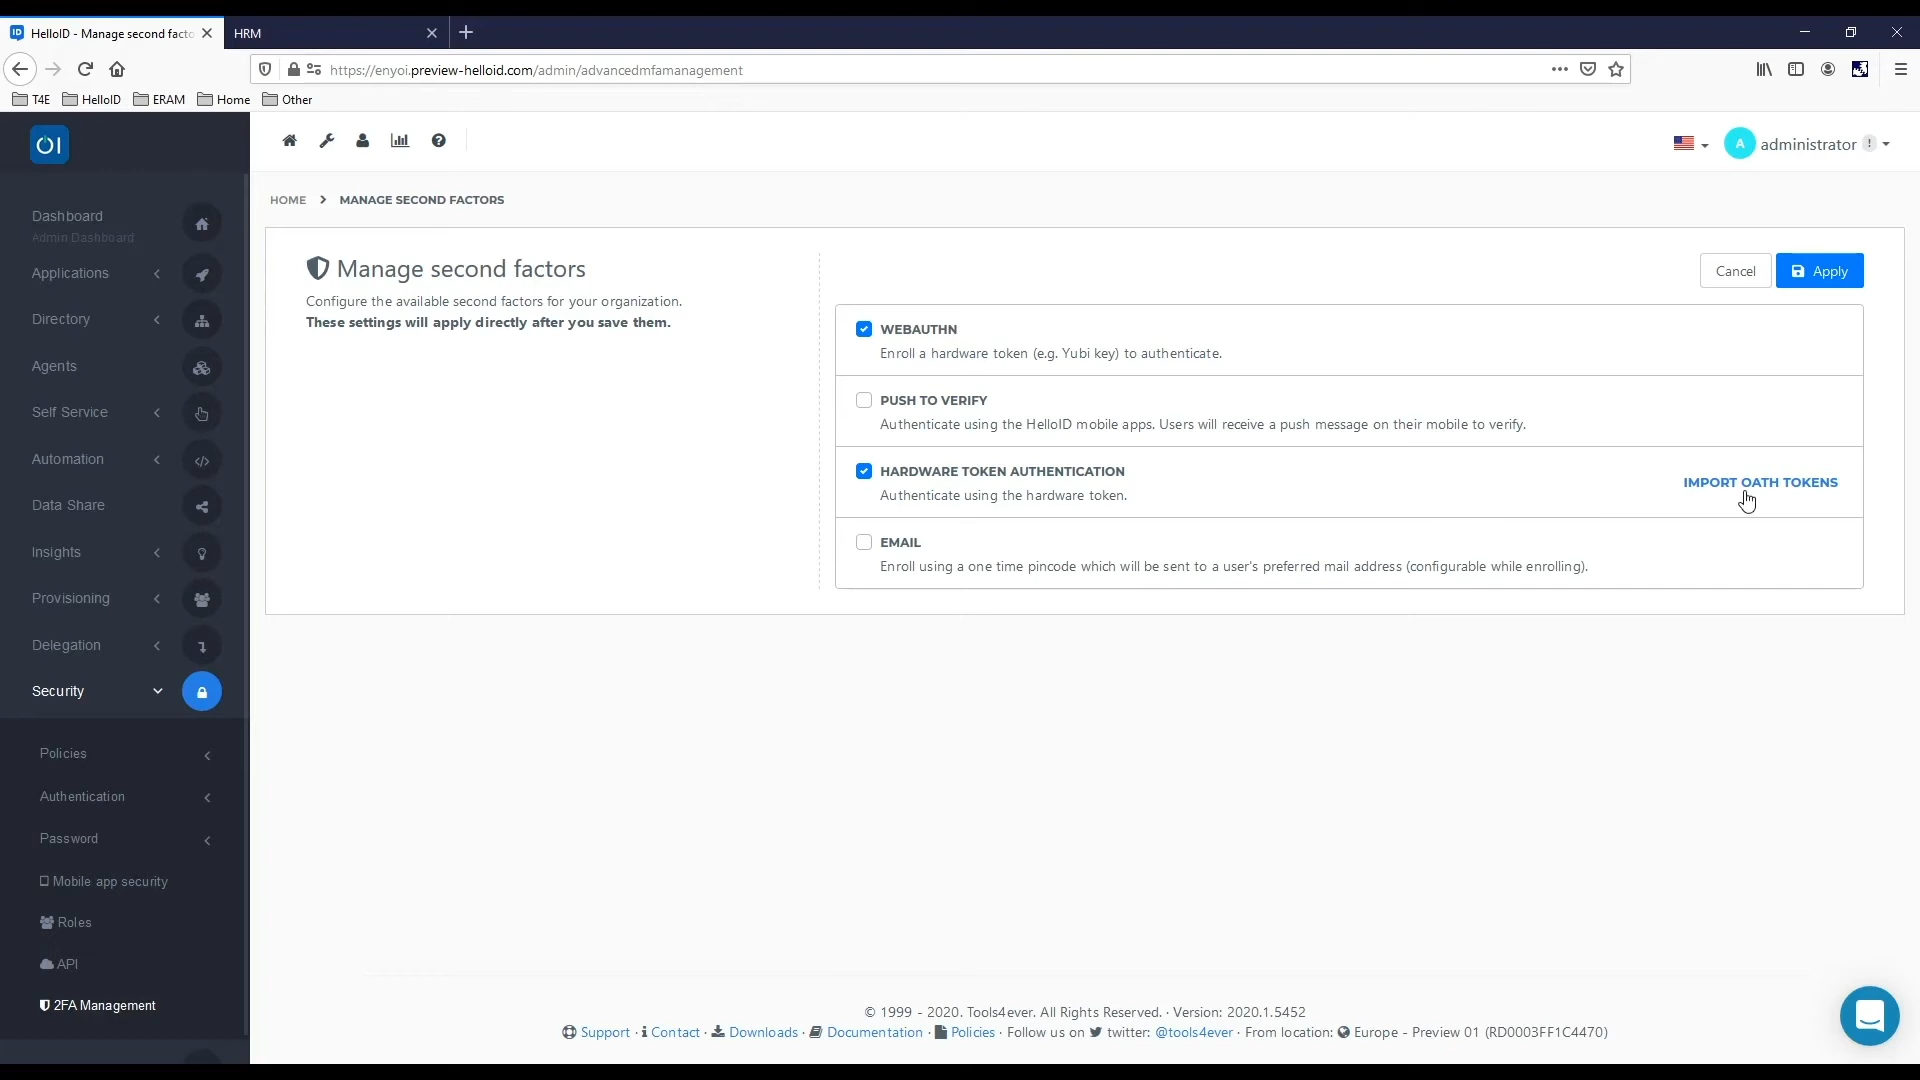 HelloID - Manage second facto
HRM
https://enyoi.preview-helloid.com/admin/advancedmfamanagement
T4E
HelloID
ERAM
Home
Other
administrator
A
!
HOME
MANAGE SECOND FACTORS
Dashboard
Admin Dashboard
Applications
Directory
Agents
Self Service
Automation
Data Share
Insights
Provisioning
Delegation
Security
Policies
Authentication
Password
Mobile app security
Roles
API
2FA Management
Manage second factors
Configure the available second factors for your organization.
These settings will apply directly after you save them.
Cancel
Apply
WEBAUTHN
Enroll a hardware token (e.g. Yubi key) to authenticate.
PUSH TO VERIFY
Authenticate using the HelloID mobile apps. Users will receive a push message on their mobile to verify.
HARDWARE TOKEN AUTHENTICATION
Authenticate using the hardware token.
IMPORT OATH TOKENS
EMAIL
Enroll using a one time pincode which will be sent to a user's preferred mail address (configurable while enrolling).
© 1999 - 2020. Tools4ever. All Rights Reserved. · Version: 2020.1.5452
Support · Contact · Downloads · Documentation · Policies · Follow us on twitter: @tools4ever · From location: Europe - Preview 01 (RD0003FF1C4470)